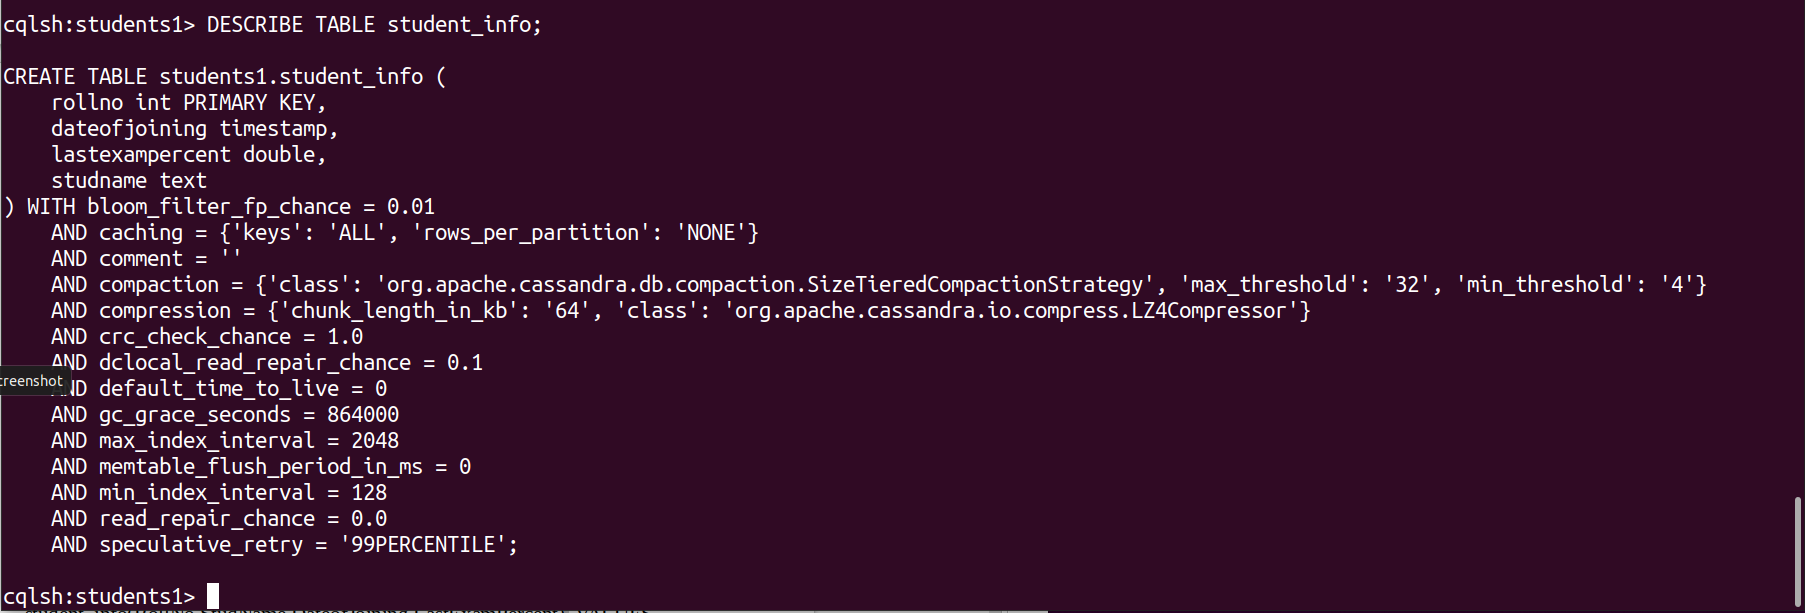 cqlsh:students1> DESCRIBE TABLE student_info;
CREATE TABLE students1.student_info (
    rollno int PRIMARY KEY,
    dateofjoining timestamp,
    lastexampercent double,
    studname text
) WITH bloom_filter_fp_chance = 0.01
    AND caching = {'keys': 'ALL', 'rows_per_partition': 'NONE'}
    AND comment = ''
    AND compaction = {'class': 'org.apache.cassandra.db.compaction.SizeTieredCompactionStrategy', 'max_threshold': '32', 'min_threshold': '4'}
    AND compression = {'chunk_length_in_kb': '64', 'class': 'org.apache.cassandra.io.compress.LZ4Compressor'}
    AND crc_check_chance = 1.0
    AND dclocal_read_repair_chance = 0.1
creenshot
    AND default_time_to_live = 0
    AND gc_grace_seconds = 864000
    AND max_index_interval = 2048
    AND memtable_flush_period_in_ms = 0
    AND min_index_interval = 128
    AND read_repair_chance = 0.0
    AND speculative_retry = '99PERCENTILE';
cqlsh:students1>